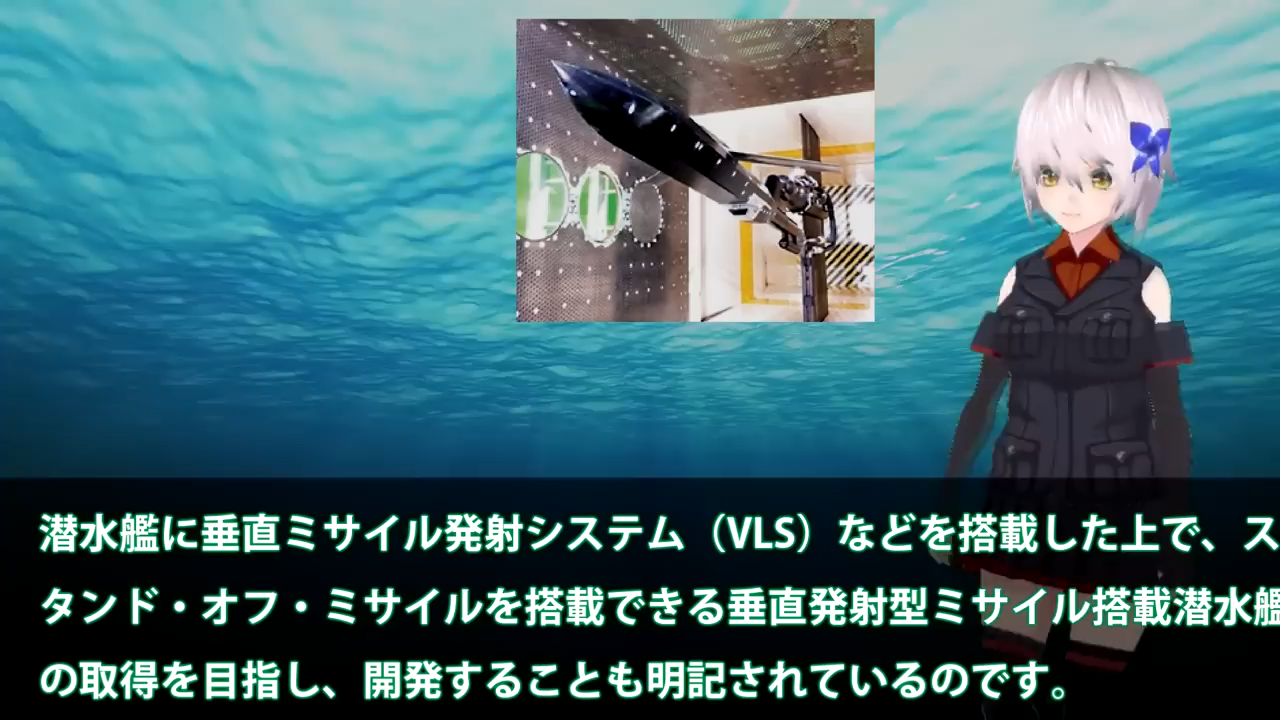 潜水艦に垂直ミサイル発射システム（VLS）などを搭載した上で、ス
タンド・オフ・ミサイルを搭載できる垂直発射型ミサイル搭載潜水艦
の取得を目指し、開発することも明記されているのです。